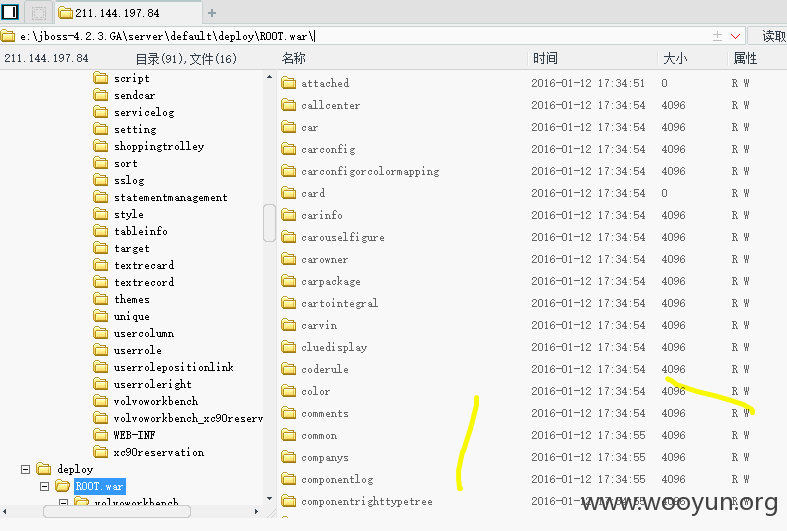 211.144.197.84
e:\jboss-4.2.3.GA\server\default\deploy\ROOT.war\
读取
211.144.197.84 目录(91),文件(16)
名称 时间 大小 属性
script
sendcar
servicelog
setting
shoppingtrolley
sort
sslog
statementmanagement
style
tableinfo
target
textrecard
textrecord
themes
unique
usercolumn
userrole
userrolepositionlink
userroleright
volvoworkbench
volvoworkbench_xc90reserv
WEB-INF
xc90reservation
deploy
ROOT.war
volvoworkbench
attached 2016-01-12 17:34:51 0 R W
callcenter 2016-01-12 17:34:54 4096 R W
car 2016-01-12 17:34:54 4096 R W
carconfig 2016-01-12 17:34:54 4096 R W
carconfigorcolormapping 2016-01-12 17:34:54 4096 R W
card 2016-01-12 17:34:54 0 R W
carinfo 2016-01-12 17:34:54 4096 R W
carouselfigure 2016-01-12 17:34:54 4096 R W
carowner 2016-01-12 17:34:54 4096 R W
carpackage 2016-01-12 17:34:54 4096 R W
cartointegral 2016-01-12 17:34:54 4096 R W
carvin 2016-01-12 17:34:54 4096 R W
cluedisplay 2016-01-12 17:34:54 4096 R W
coderule 2016-01-12 17:34:54 4096 R W
color 2016-01-12 17:34:54 4096 R W
comments 2016-01-12 17:34:54 4096 R W
common 2016-01-12 17:34:55 4096 R W
companys 2016-01-12 17:34:55 4096 R W
componentlog 2016-01-12 17:34:55 4096 R W
componentrighttypetree 2016-01-12 17:34:55 4096 R W
www.wooyun.org